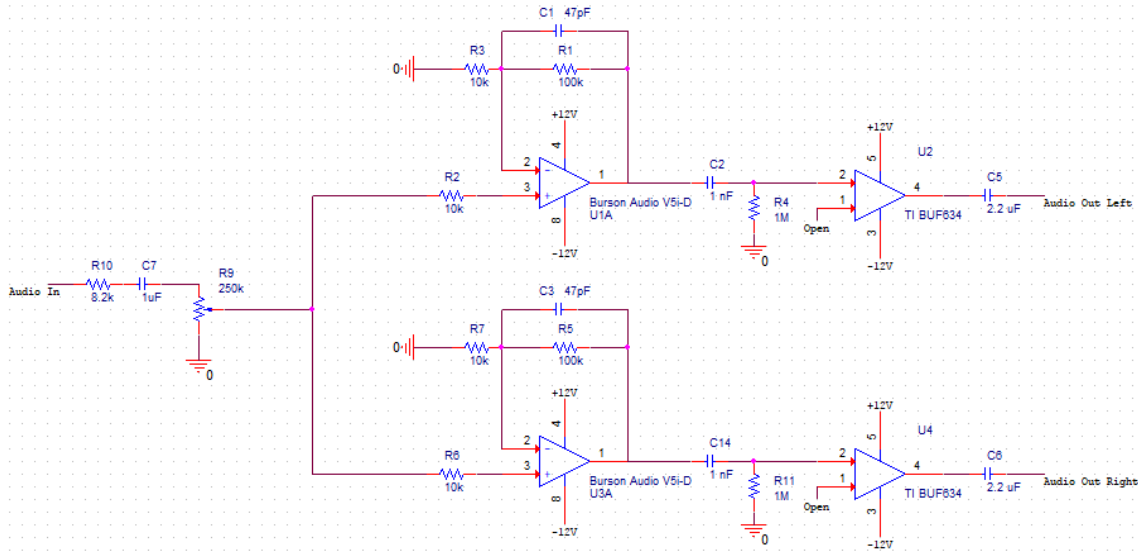 C1 47pF
R3
R1
0
10k
100k
+12V
4
U2
+12V
R2
2
-
1
C2
5
C5
3
+
2
4
10k
Burson Audio V5i-D
1 nF
R4
1
TI BUF634
2.2 uF
Audio Out Left
8
U1A
1M
Open
3
-12V
0
-12V
R10
C7
R9
250k
C3
47pF
Audio In
8.2k
1uF
R7
R5
0
10k
100k
0
+12V
+12V
4
U4
5
R6
2
-
1
C14
C6
3
+
2
4
10k
Burson Audio V5i-D
1 nF
R11
1
TI BUF634
2.2 uF
Audio Out Right
8
U3A
1M
Open
3
-12V
0
-12V